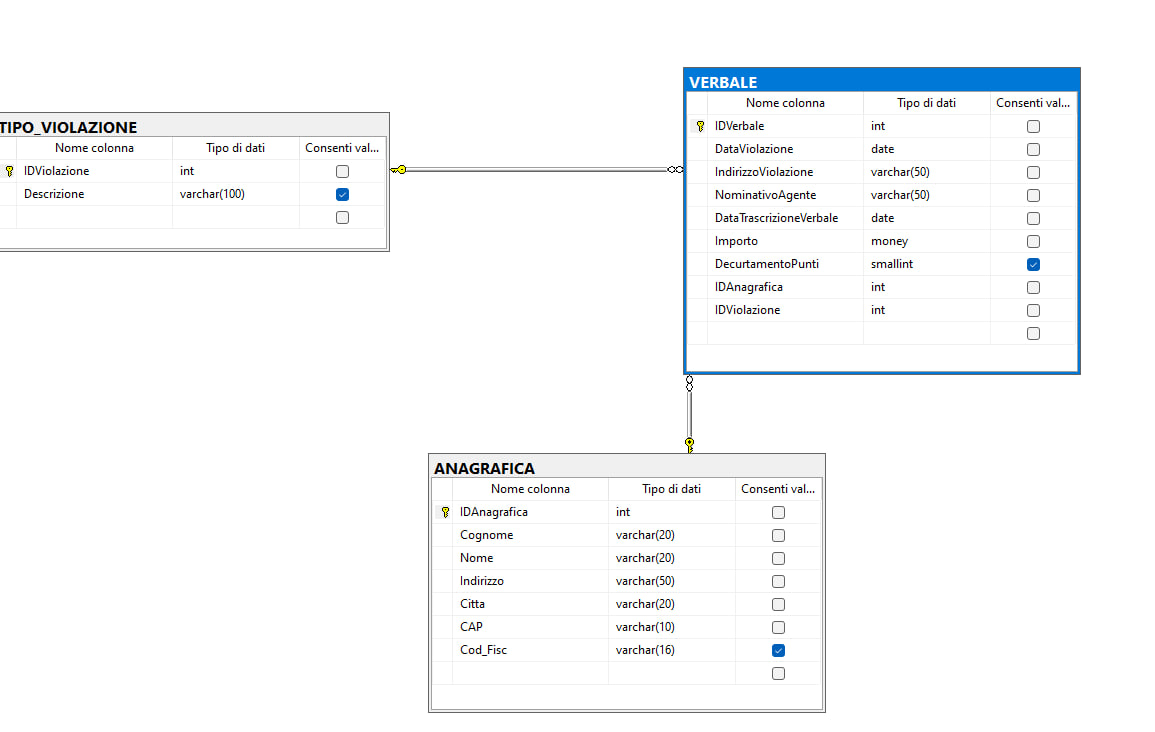 TIPO_VIOLAZIONE
Nome colonna Tipo di dati Consenti val...
IDViolazione int
Descrizione varchar(100)
VERBALE
Nome colonna Tipo di dati Consenti val...
IDVerbale int
DataViolazione date
IndirizzoViolazione varchar(50)
NominativoAgente varchar(50)
DataTrascrizioneVerbale date
Importo money
DecurtamentoPunti smallint
IDAnagrafica int
IDViolazione int
ANAGRAFICA
Nome colonna Tipo di dati Consenti val...
IDAnagrafica int
Cognome varchar(20)
Nome varchar(20)
Indirizzo varchar(50)
Citta varchar(20)
CAP varchar(10)
Cod_Fisc varchar(16)